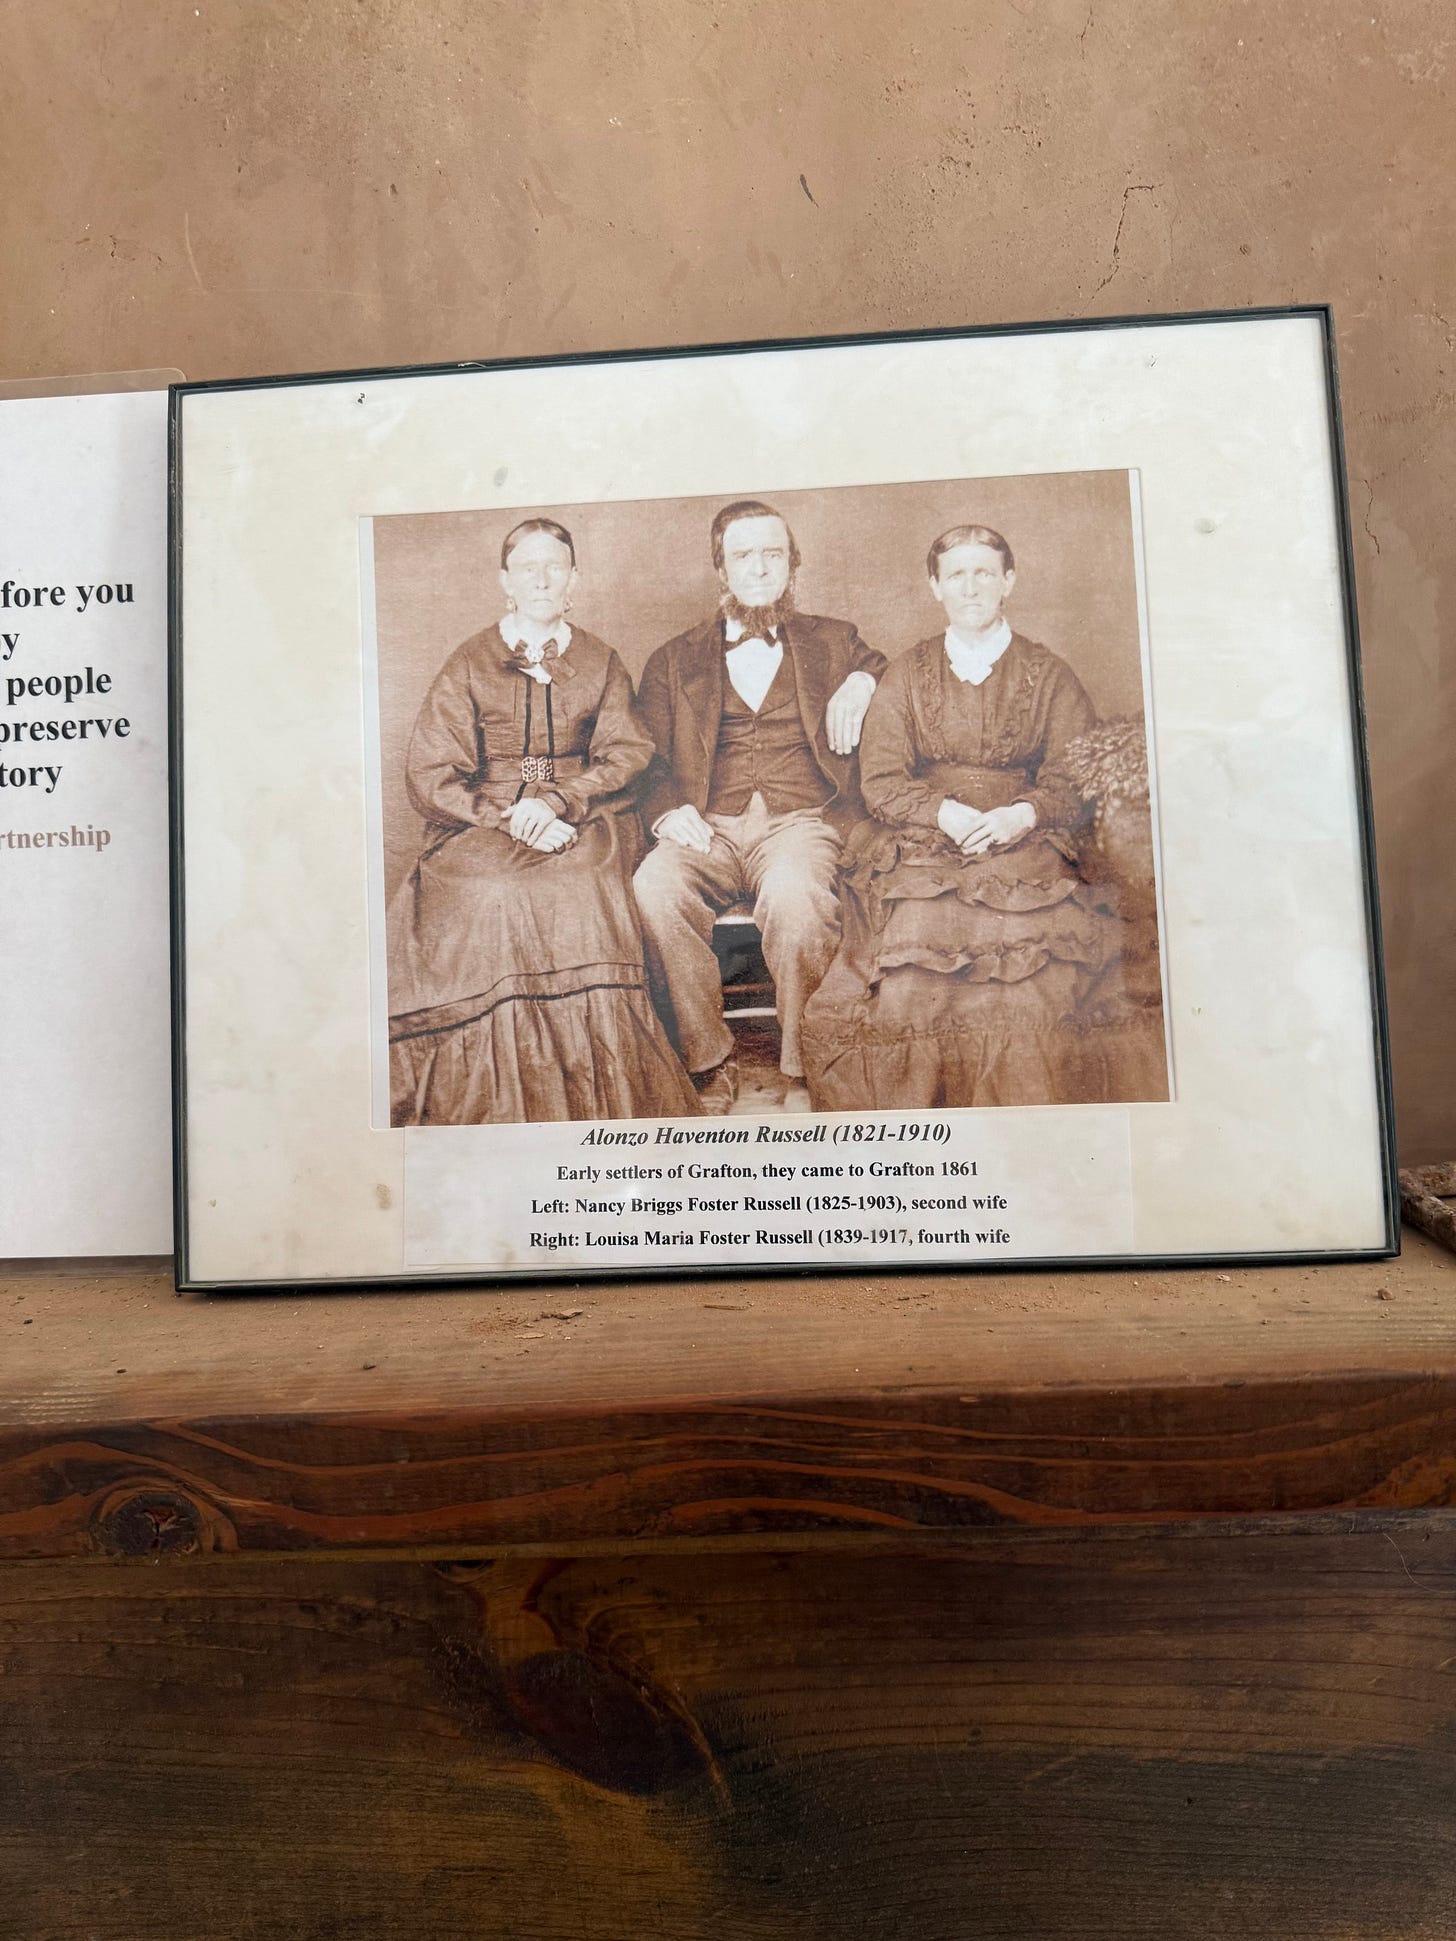 fore you
y
people
preserve
tory
rtnership
Alonzo Haventon Russell (1821-1910)
Early settlers of Grafton, they came to Grafton 1861
Left: Nancy Briggs Foster Russell (1825-1903), second wife
Right: Louisa Maria Foster Russell (1839-1917, fourth wife